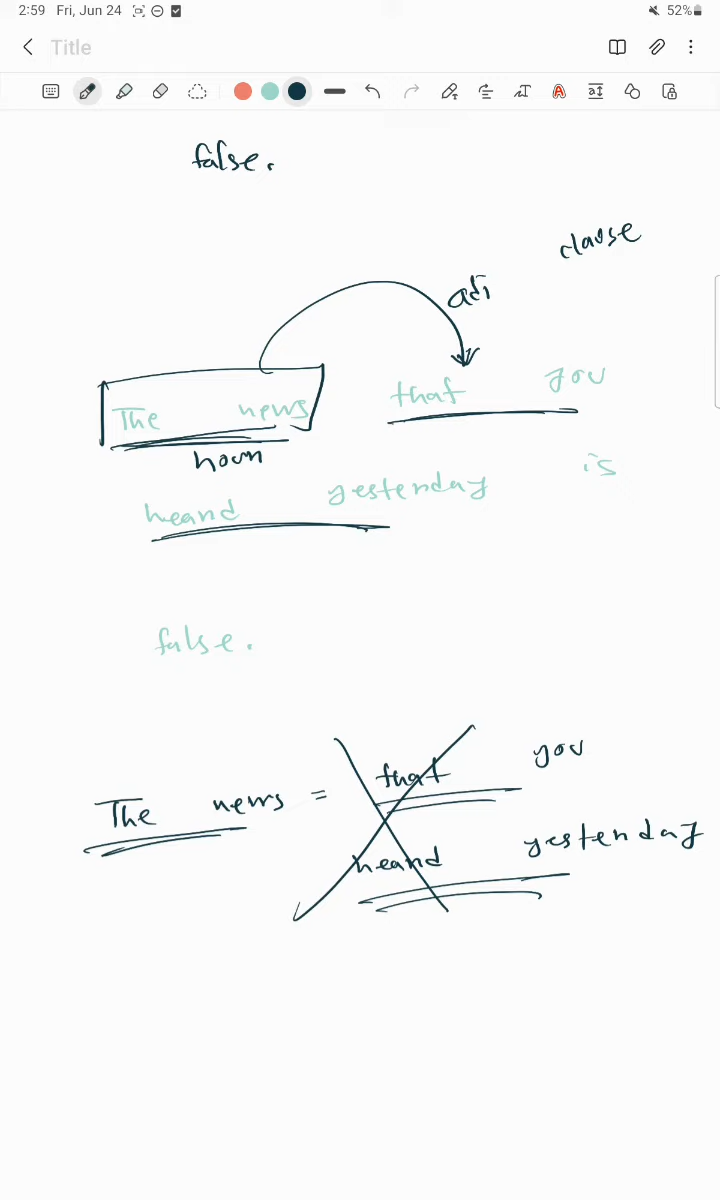 2:59 Fri, Jun 24
52%
Title
false.
clause
adj
The news that you
noun
heard yesterday is
false.
The news = that you
heard yesterday